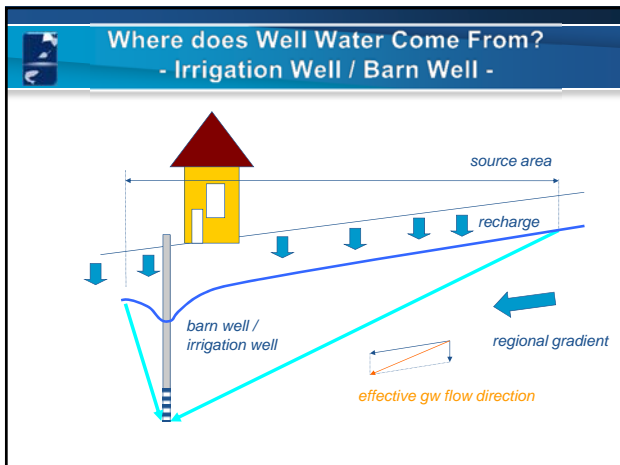 Where does Well Water Come From?
- Irrigation Well / Barn Well -
source area
recharge
barn well /
irrigation well
regional gradient
effective gw flow direction